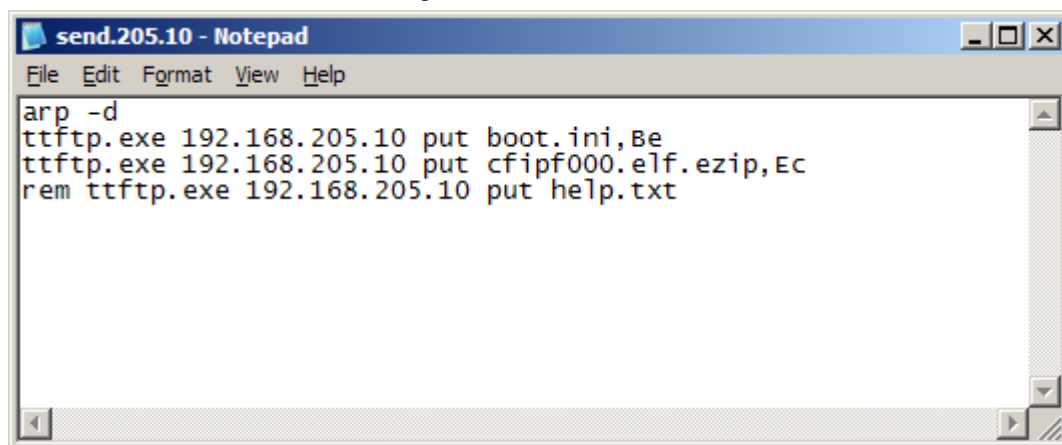 send.205.10 - Notepad
File Edit Format View Help
arp -d
ttftp.exe 192.168.205.10 put boot.ini,Be
ttftp.exe 192.168.205.10 put cfipf000.elf.ezip,Ec
rem ttftp.exe 192.168.205.10 put help.txt